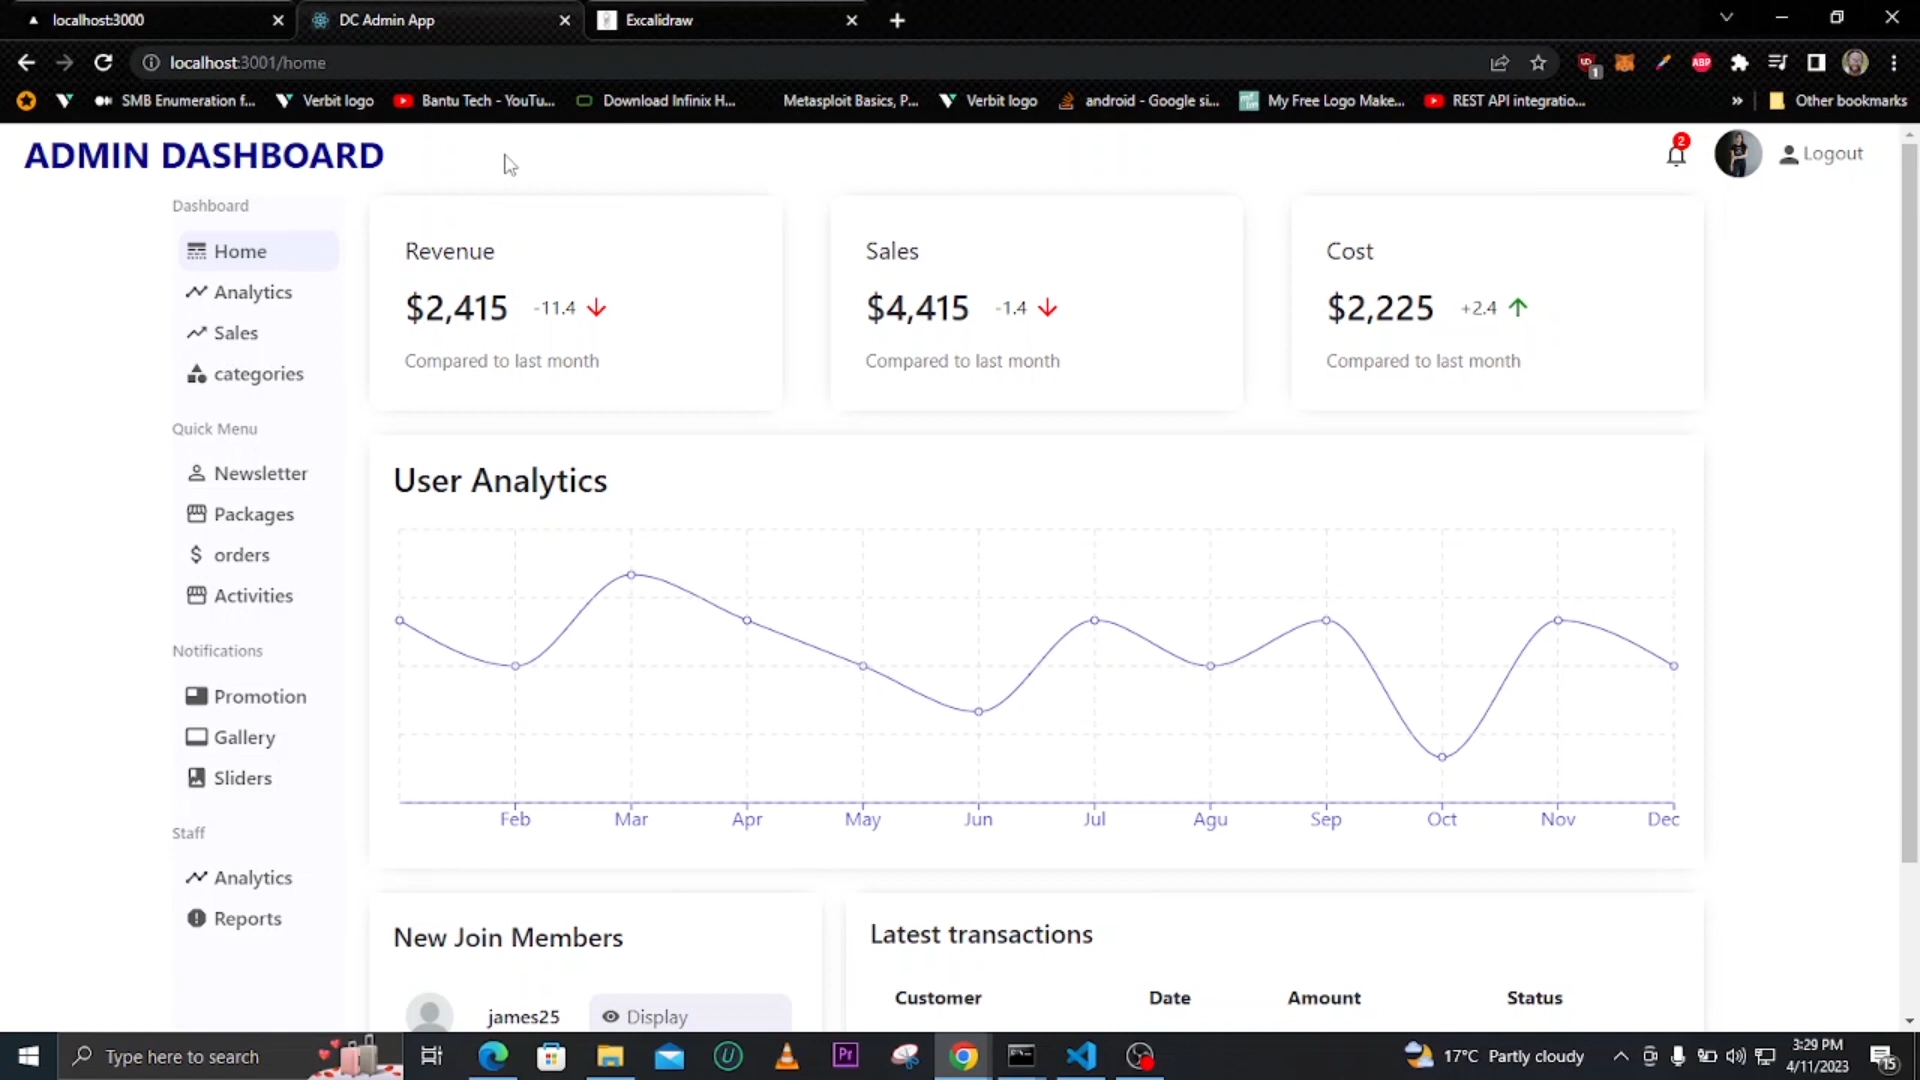 localhost:3000
DC Admin App
Excalidraw
localhost:3001/home
1
ABP
SMB Enumeration f...
Verbit logo
Bantu Tech - YouTu...
Download Infinix H...
Metasploit Basics, P...
Verbit logo
android - Google si...
My Free Logo Make...
REST API integratio...
»
Other bookmarks
ADMIN DASHBOARD
2
Logout
Dashboard
Home
Analytics
Sales
categories
Quick Menu
Newsletter
Packages
orders
Activities
Notifications
Promotion
Gallery
Sliders
Staff
Analytics
Reports
Revenue
$2,415 -11.4
Compared to last month
Sales
$4,415 -1.4
Compared to last month
Cost
$2,225 +2.4
Compared to last month
User Analytics
Feb Mar Apr May Jun Jul Agu Sep Oct Nov Dec
New Join Members
james25 Display
Latest transactions
Customer Date Amount Status
Type here to search
Pr
17°C Partly cloudy
3:29 PM
4/11/2023
15